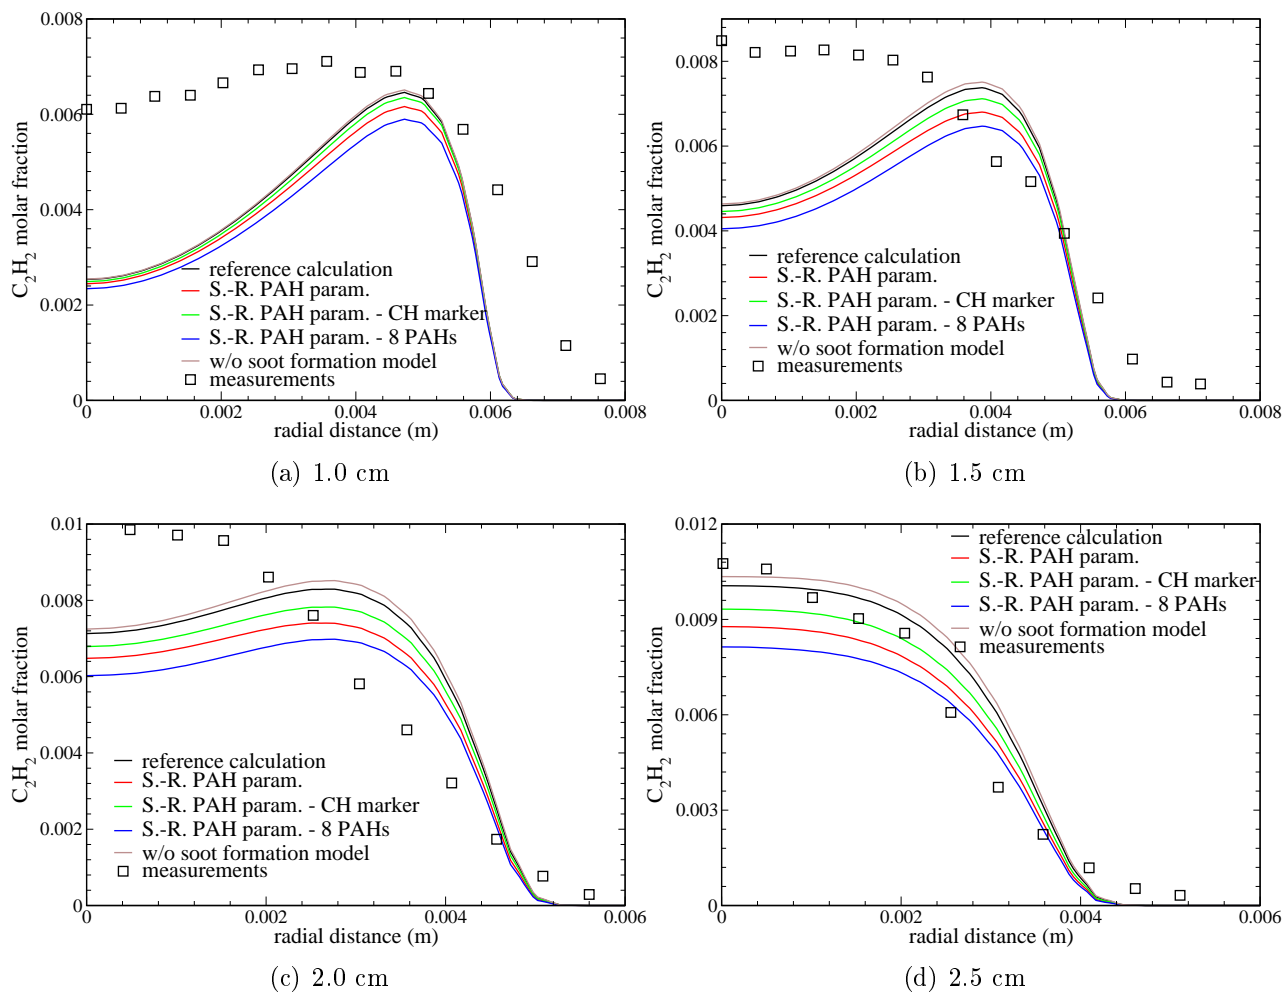 0.008
0.006
0.004
0.002
0
C2H2 molar fraction
reference calculation
S.-R. PAH param.
S.-R. PAH param. - CH marker
S.-R. PAH param. - 8 PAHs
w/o soot formation model
measurements
0 0.002 0.004 0.006 0.008
radial distance (m)
(a) 1.0 cm
0.008
0.006
0.004
0.002
0
C2H2 molar fraction
reference calculation
S.-R. PAH param.
S.-R. PAH param. - CH marker
S.-R. PAH param. - 8 PAHs
w/o soot formation model
measurements
0 0.002 0.004 0.006 0.008
radial distance (m)
(b) 1.5 cm
0.01
0.008
0.006
0.004
0.002
0
C2H2 molar fraction
reference calculation
S.-R. PAH param.
S.-R. PAH param. - CH marker
S.-R. PAH param. - 8 PAHs
w/o soot formation model
measurements
0 0.002 0.004 0.006
radial distance (m)
(c) 2.0 cm
0.012
0.009
0.006
0.003
0
C2H2 molar fraction
reference calculation
S.-R. PAH param.
S.-R. PAH param. - CH marker
S.-R. PAH param. - 8 PAHs
w/o soot formation model
measurements
0 0.002 0.004 0.006
radial distance (m)
(d) 2.5 cm